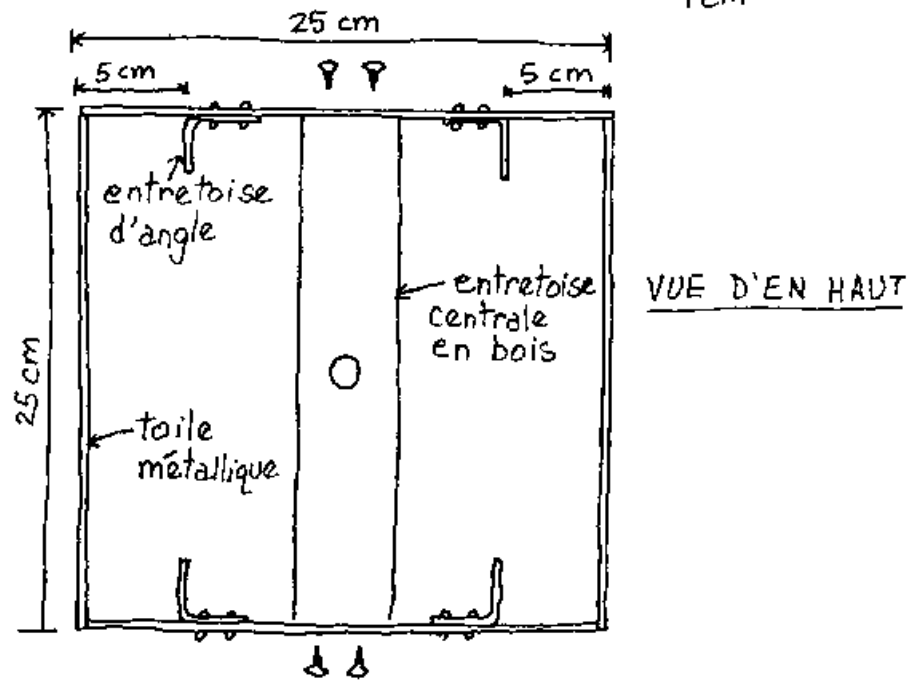 25 cm
5 cm
5 cm
entretoise
d'angle
entretoise
centrale
en bois
VUE D'EN HAUT
25 cm
toile
métallique